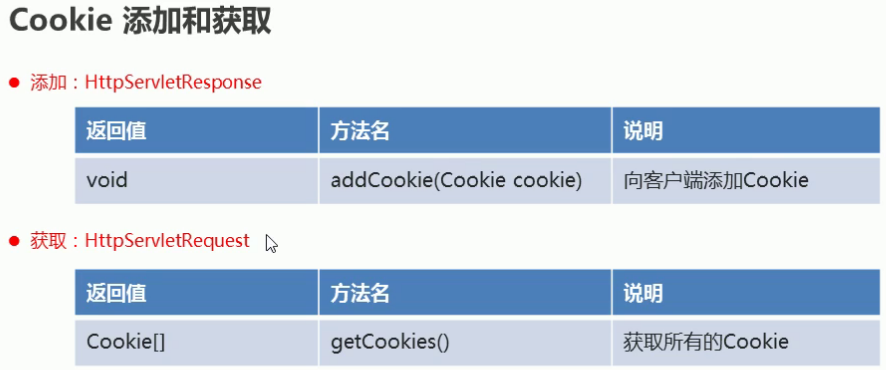 Cookie 添加和获取
添加：HttpServletResponse
返回值 方法名 说明
void addCookie(Cookie cookie) 向客户端添加Cookie
获取：HttpServletRequest
返回值 方法名 说明
Cookie[] getCookies() 获取所有的Cookie